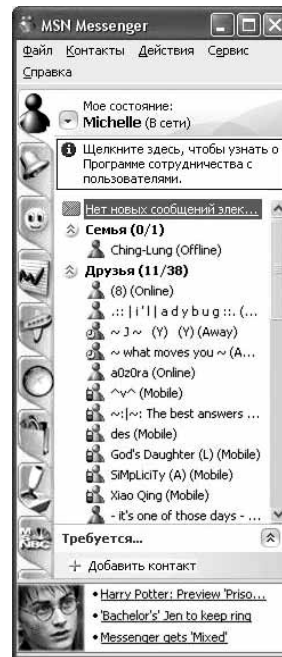 MSN Messenger
Файл Контакты Действия Сервис
Справка
Мое состояние:
Michelle (В сети)
Щелкните здесь, чтобы узнать о
Программе сотрудничества с
пользователями.
Нет новых сообщений элек...
Семья (0/1)
Ching-Lung (Offline)
Друзья (11/38)
(8) (Online)
.:: | i ' l | a d y b u g ::. (...
~ J ~ (Y) (Y) (Away)
~ what moves you ~ (A...
a0z0ra (Online)
^v^ (Mobile)
~:|~: The best answers ...
des (Mobile)
God's Daughter (L) (Mobile)
SiMpLiciTy (A) (Mobile)
Xiao Qing (Mobile)
- it's one of those days - ...
Требуется...
+ Добавить контакт
• Harry Potter: Preview 'Priso...
• 'Bachelor's' Jen to keep ring
• Messenger gets 'Mixed'